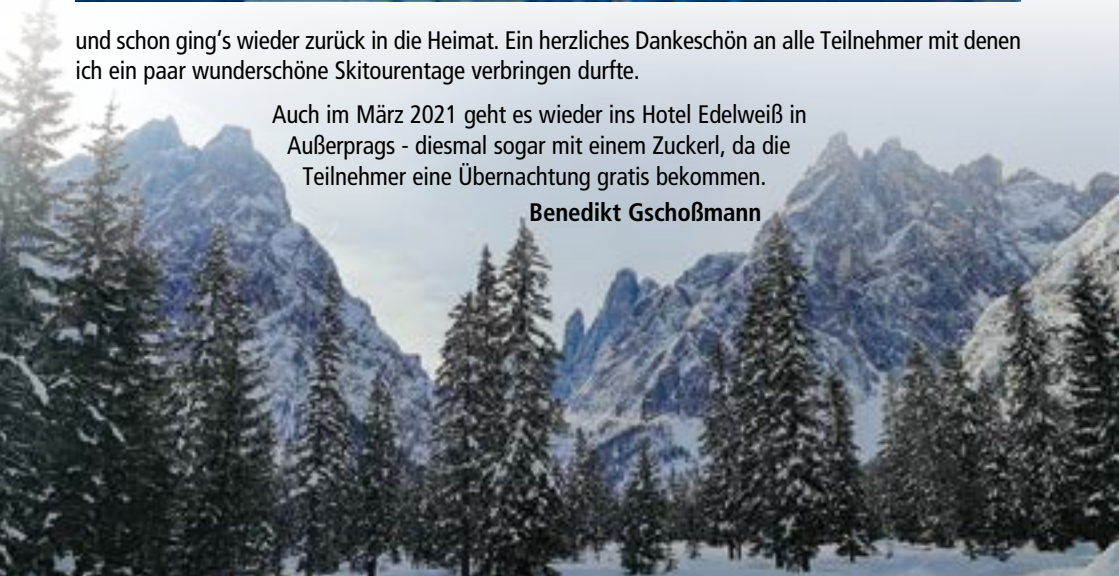 und schon ging‘s wieder zurück in die Heimat. Ein herzliches Dankeschön an alle Teilnehmer mit denen
ich ein paar wunderschöne Skitourentage verbringen durfte.
Auch im März 2021 geht es wieder ins Hotel Edelweiß in
Außerprags - diesmal sogar mit einem Zuckerl, da die
Teilnehmer eine Übernachtung gratis bekommen.
Benedikt Gschoßmann